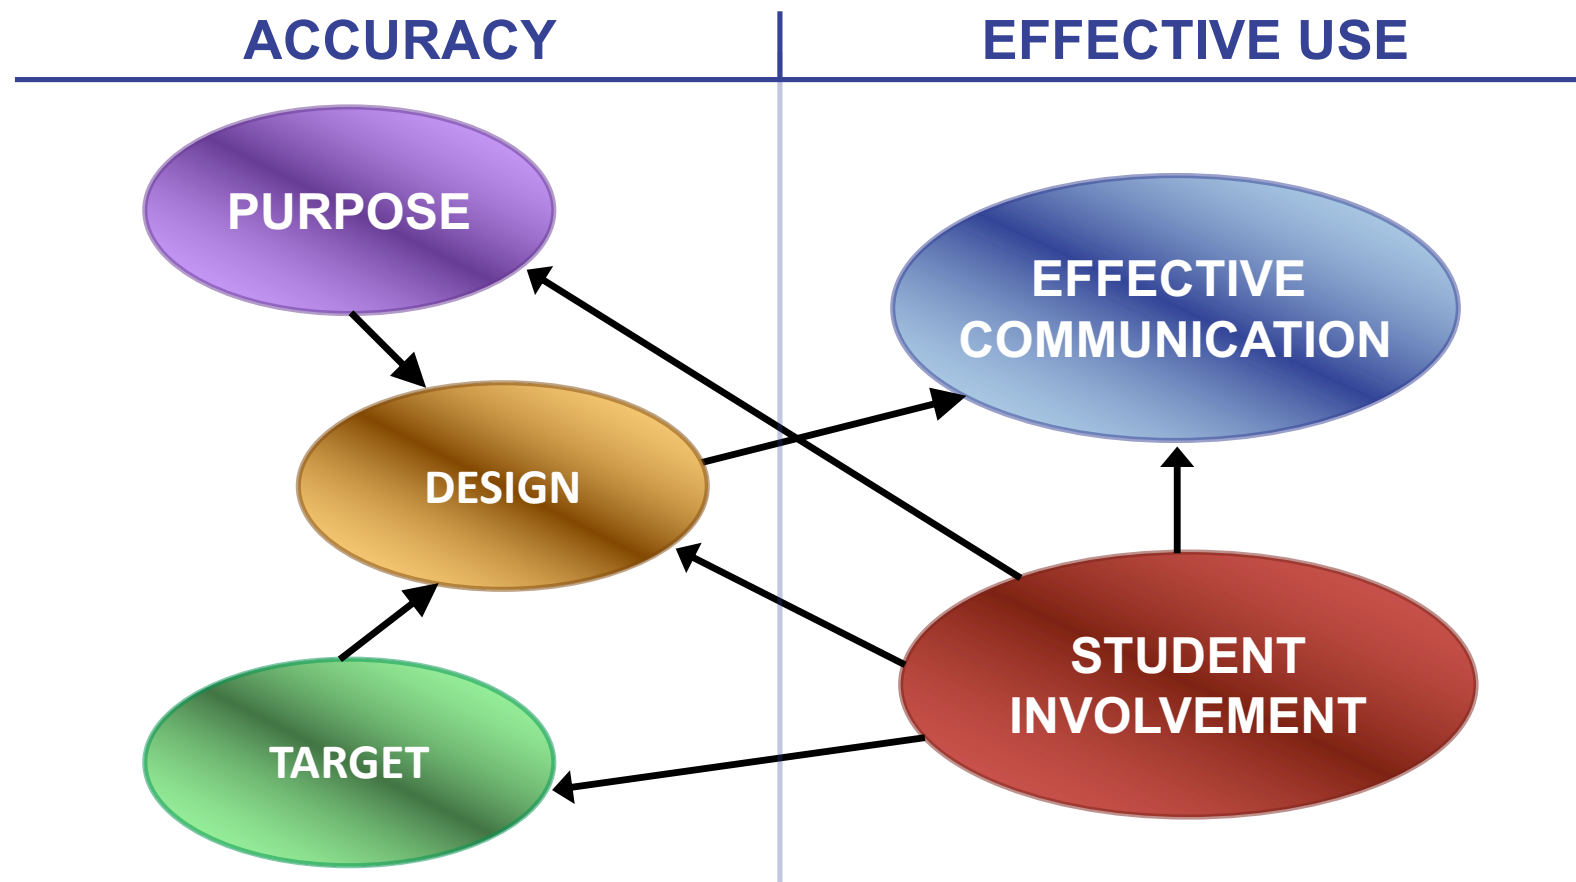 ACCURACY
EFFECTIVE USE
PURPOSE
DESIGN
TARGET
EFFECTIVE
COMMUNICATION
STUDENT
INVOLVEMENT